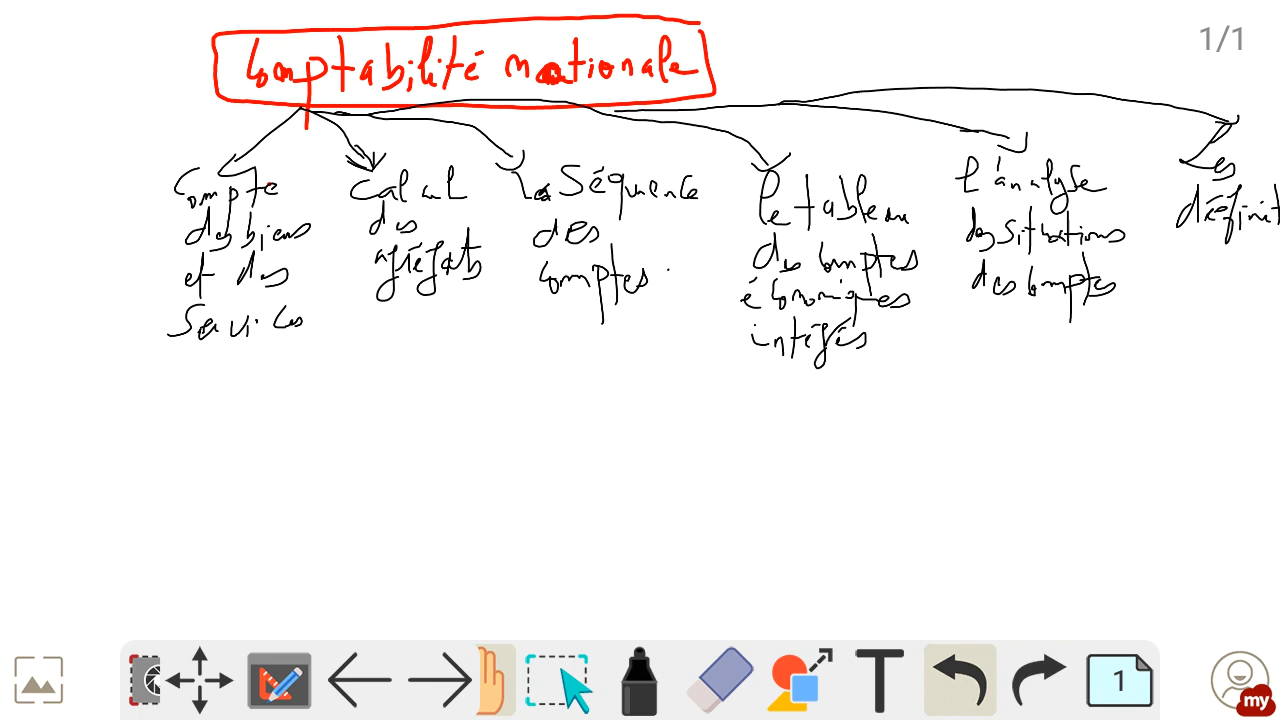 1/1
Comptabilité nationale
Compte
des biens
et des
Services
Calcul
des
agrégats
La Séquence
des
comptes.
Le tableau
des comptes
économiques
intégrés
L'analyse
des situations
des comptes
Les
définit
1
my